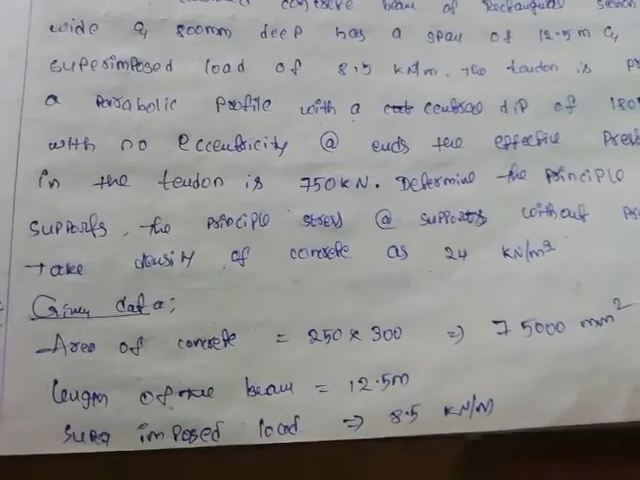 concrete beam of Rectangular
wide & 800mm deep has a span of 12.5m &
superimposed load of 8.5 kN/m. The tendon is
a parabolic profile with a central dip of 180
with no eccentricity @ ends the effective
in the tendon is 750kN. Determine the principle
supports, the principle stress @ supports without
→ Take density of concrete as 24 KN/m³
Given data;
→Area of concrete = 250 x 300 ⇒ 75000 mm²
length of the beam = 12.5m
imposed load ⇒ 8.5 KN/M